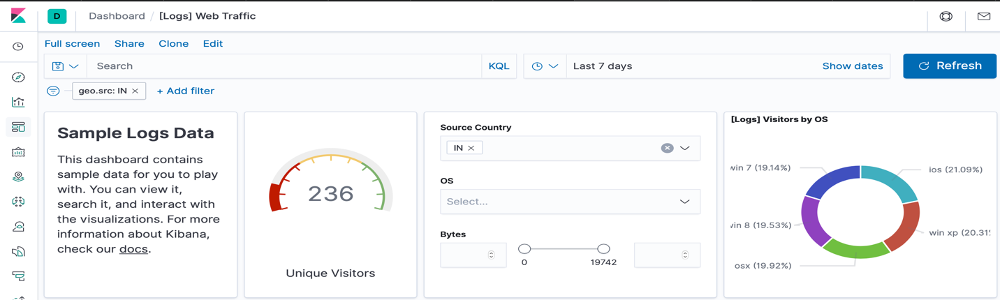 D Dashboard / [Logs] Web Traffic
Full screen Share Clone Edit
Search KQL Last 7 days Show dates Refresh
geo.src: IN + Add filter
Sample Logs Data
This dashboard contains
sample data for you to play
with. You can view it,
search it, and interact with
the visualizations. For more
information about Kibana,
check our docs.
236
Unique Visitors
Source Country
IN
OS
Select...
Bytes
0 19742
[Logs] Visitors by OS
win 7 (19.14%)
ios (21.09%)
win 8 (19.53%)
win xp (20.31%
osx (19.92%)